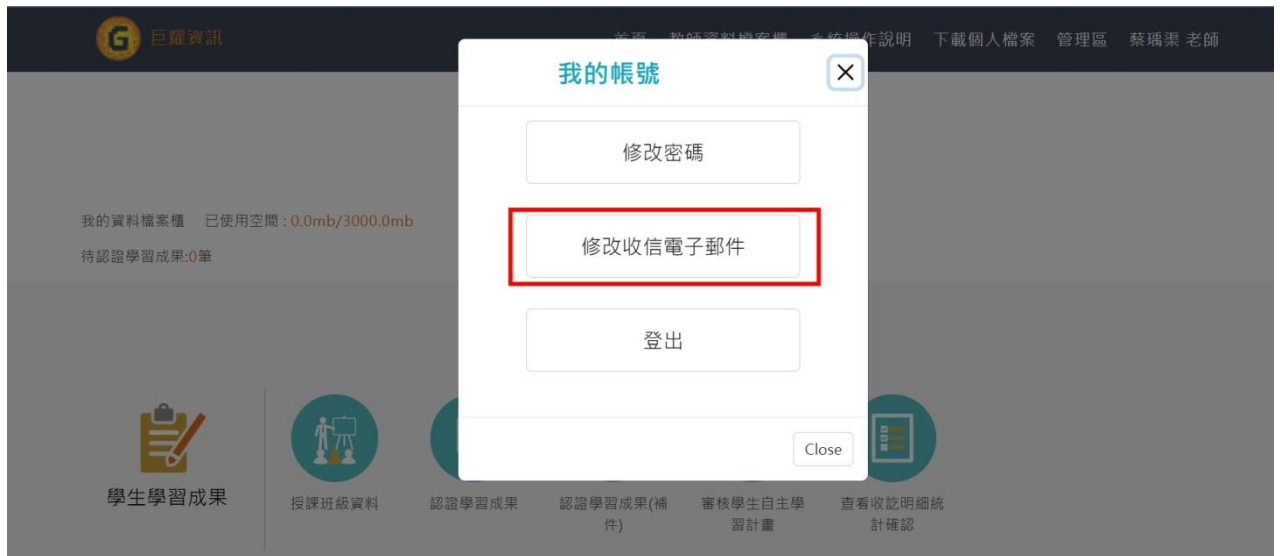 G 巨耀資訊
首頁 教師資料檔案櫃 系統操作說明 下載個人檔案 管理區 蔡瑀渠 老師
我的帳號
修改密碼
我的資料檔案櫃 已使用空間 : 0.0mb/3000.0mb
待認證學習成果:0筆
修改收信電子郵件
登出
Close
學生學習成果
授課班級資料
認證學習成果
認證學習成果(補
件)
審核學生自主學
習計畫
查看收訖明細統
計確認